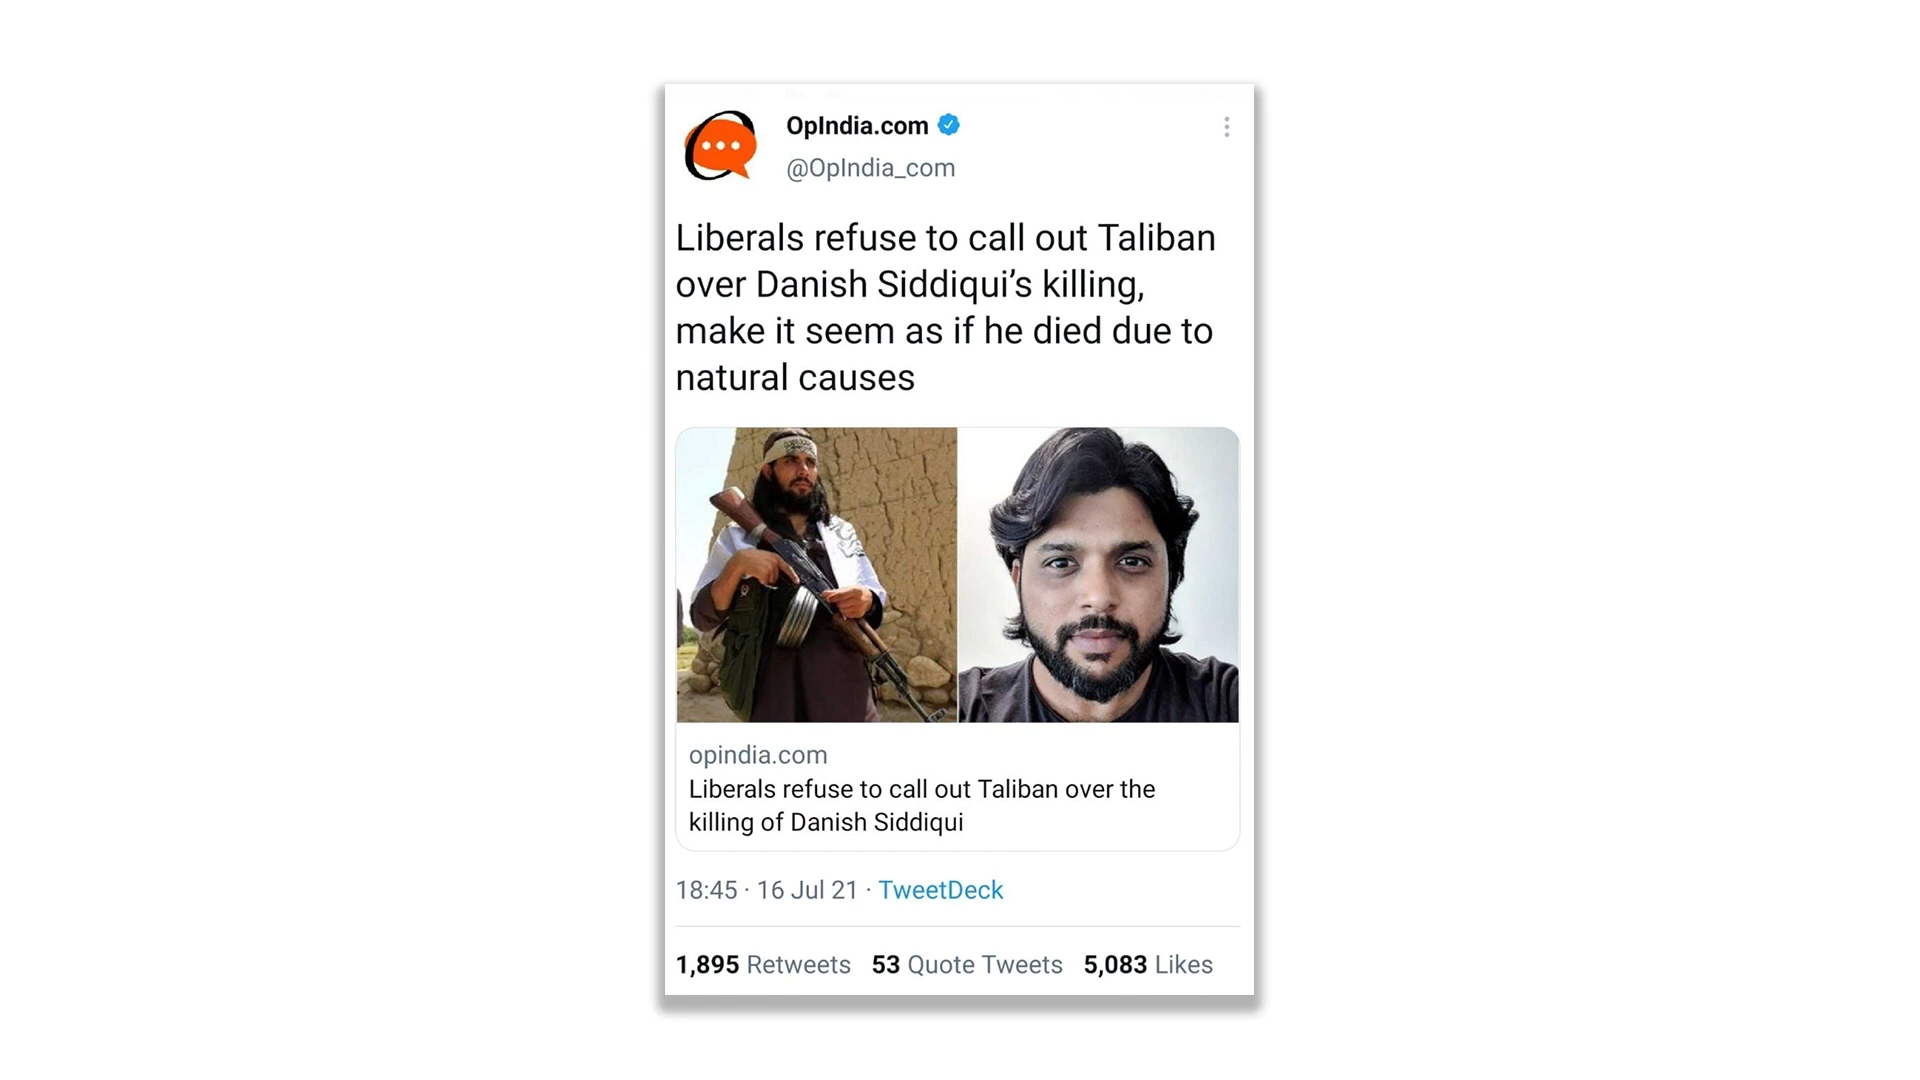 OpIndia.com
@OpIndia_com
Liberals refuse to call out Taliban
over Danish Siddiqui’s killing,
make it seem as if he died due to
natural causes
opindia.com
Liberals refuse to call out Taliban over the
killing of Danish Siddiqui
18:45 · 16 Jul 21 · TweetDeck
1,895 Retweets 53 Quote Tweets 5,083 Likes